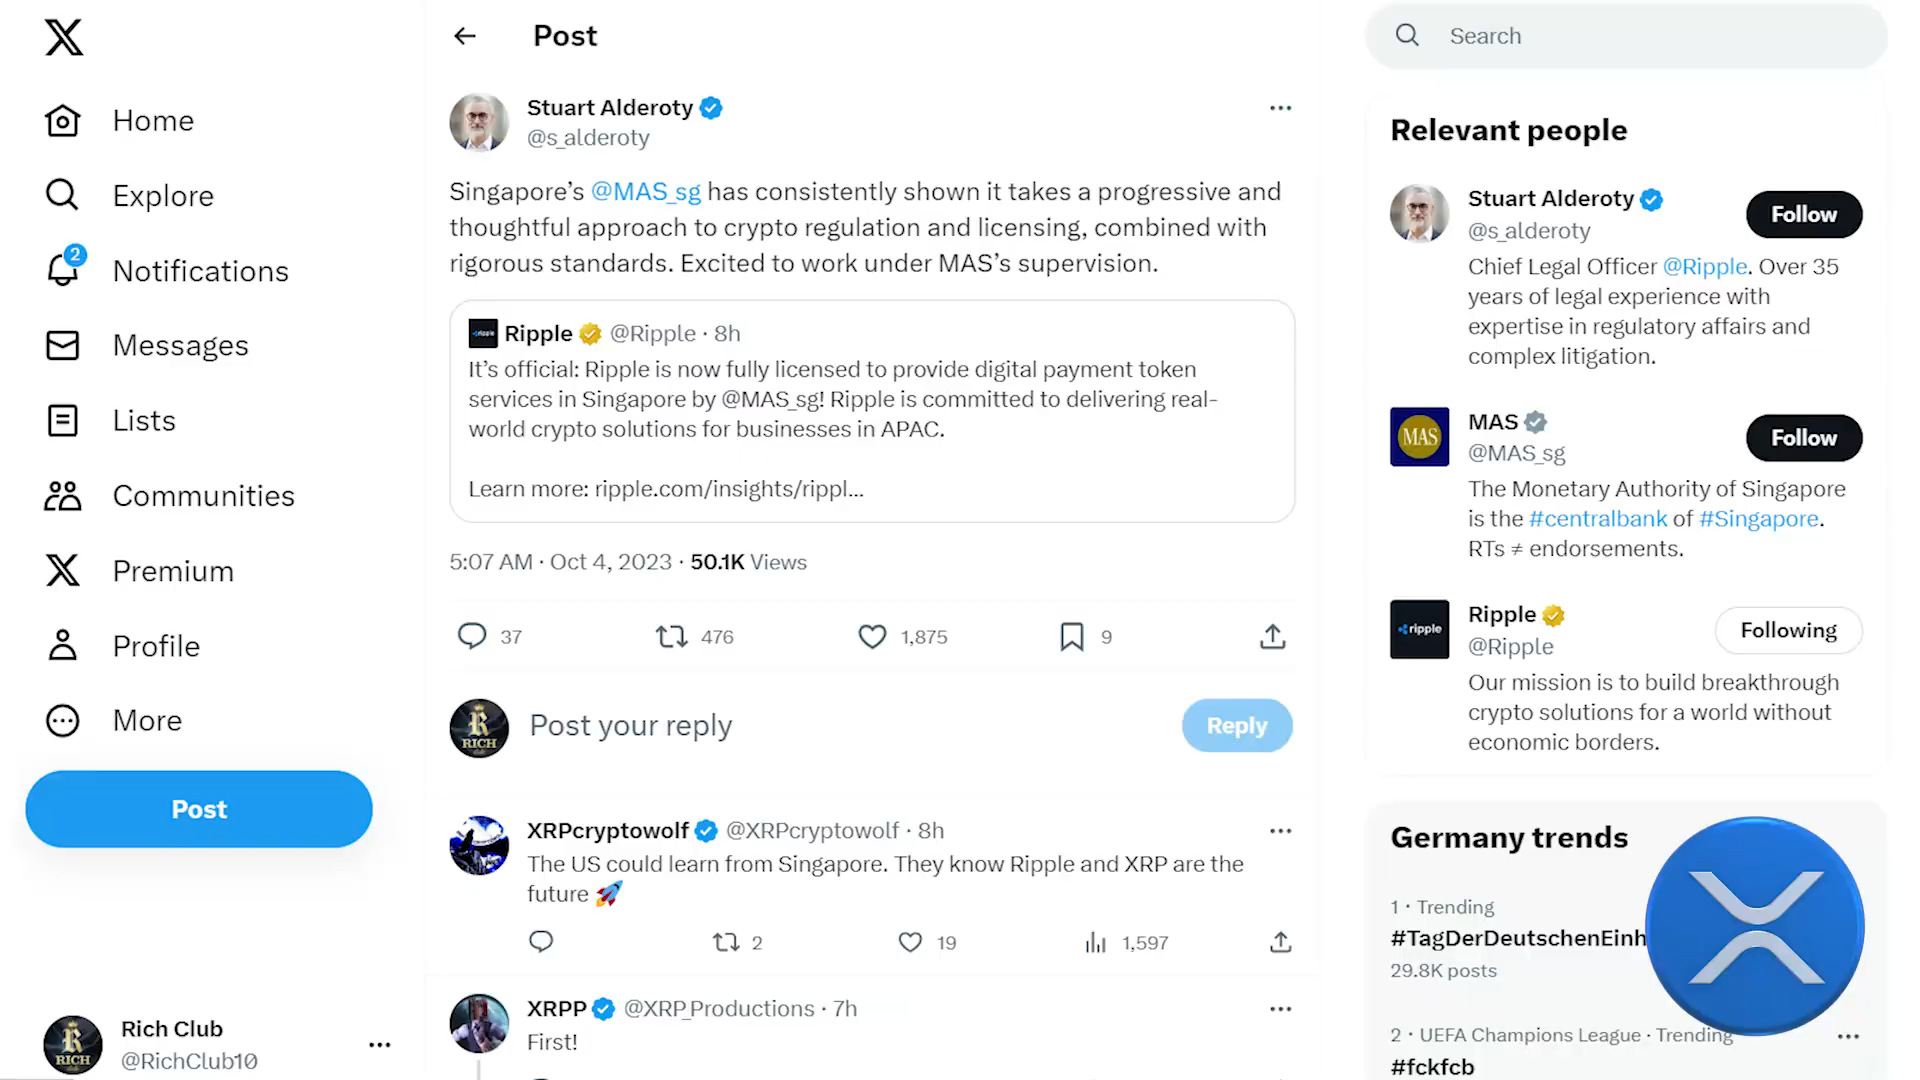 Home
Explore
2
Notifications
Messages
Lists
Communities
Premium
Profile
More
Post
Rich Club
@RichClub10
RICH
Post
Stuart Alderoty
@s_alderoty
Singapore’s @MAS_sg has consistently shown it takes a progressive and
thoughtful approach to crypto regulation and licensing, combined with
rigorous standards. Excited to work under MAS’s supervision.
ripple
Ripple @Ripple · 8h
It’s official: Ripple is now fully licensed to provide digital payment token
services in Singapore by @MAS_sg! Ripple is committed to delivering real-
world crypto solutions for businesses in APAC.
Learn more: ripple.com/insights/rippl…
5:07 AM · Oct 4, 2023 · 50.1K Views
37
476
1,875
9
R
RICH
Post your reply
Reply
XRPcryptowolf @XRPcryptowolf · 8h
The US could learn from Singapore. They know Ripple and XRP are the
future 🚀
2
19
1,597
XRPP @XRP_Productions · 7h
First!
Search
Relevant people
Stuart Alderoty
@s_alderoty
Follow
Chief Legal Officer @Ripple. Over 35
years of legal experience with
expertise in regulatory affairs and
complex litigation.
MAS
MAS
@MAS_sg
Follow
The Monetary Authority of Singapore
is the #centralbank of #Singapore.
RTs ≠ endorsements.
ripple
Ripple
@Ripple
Following
Our mission is to build breakthrough
crypto solutions for a world without
economic borders.
Germany trends
1 · Trending
#TagDerDeutschenEinh
29.8K posts
2 · UEFA Champions League · Trending
#fckfcb